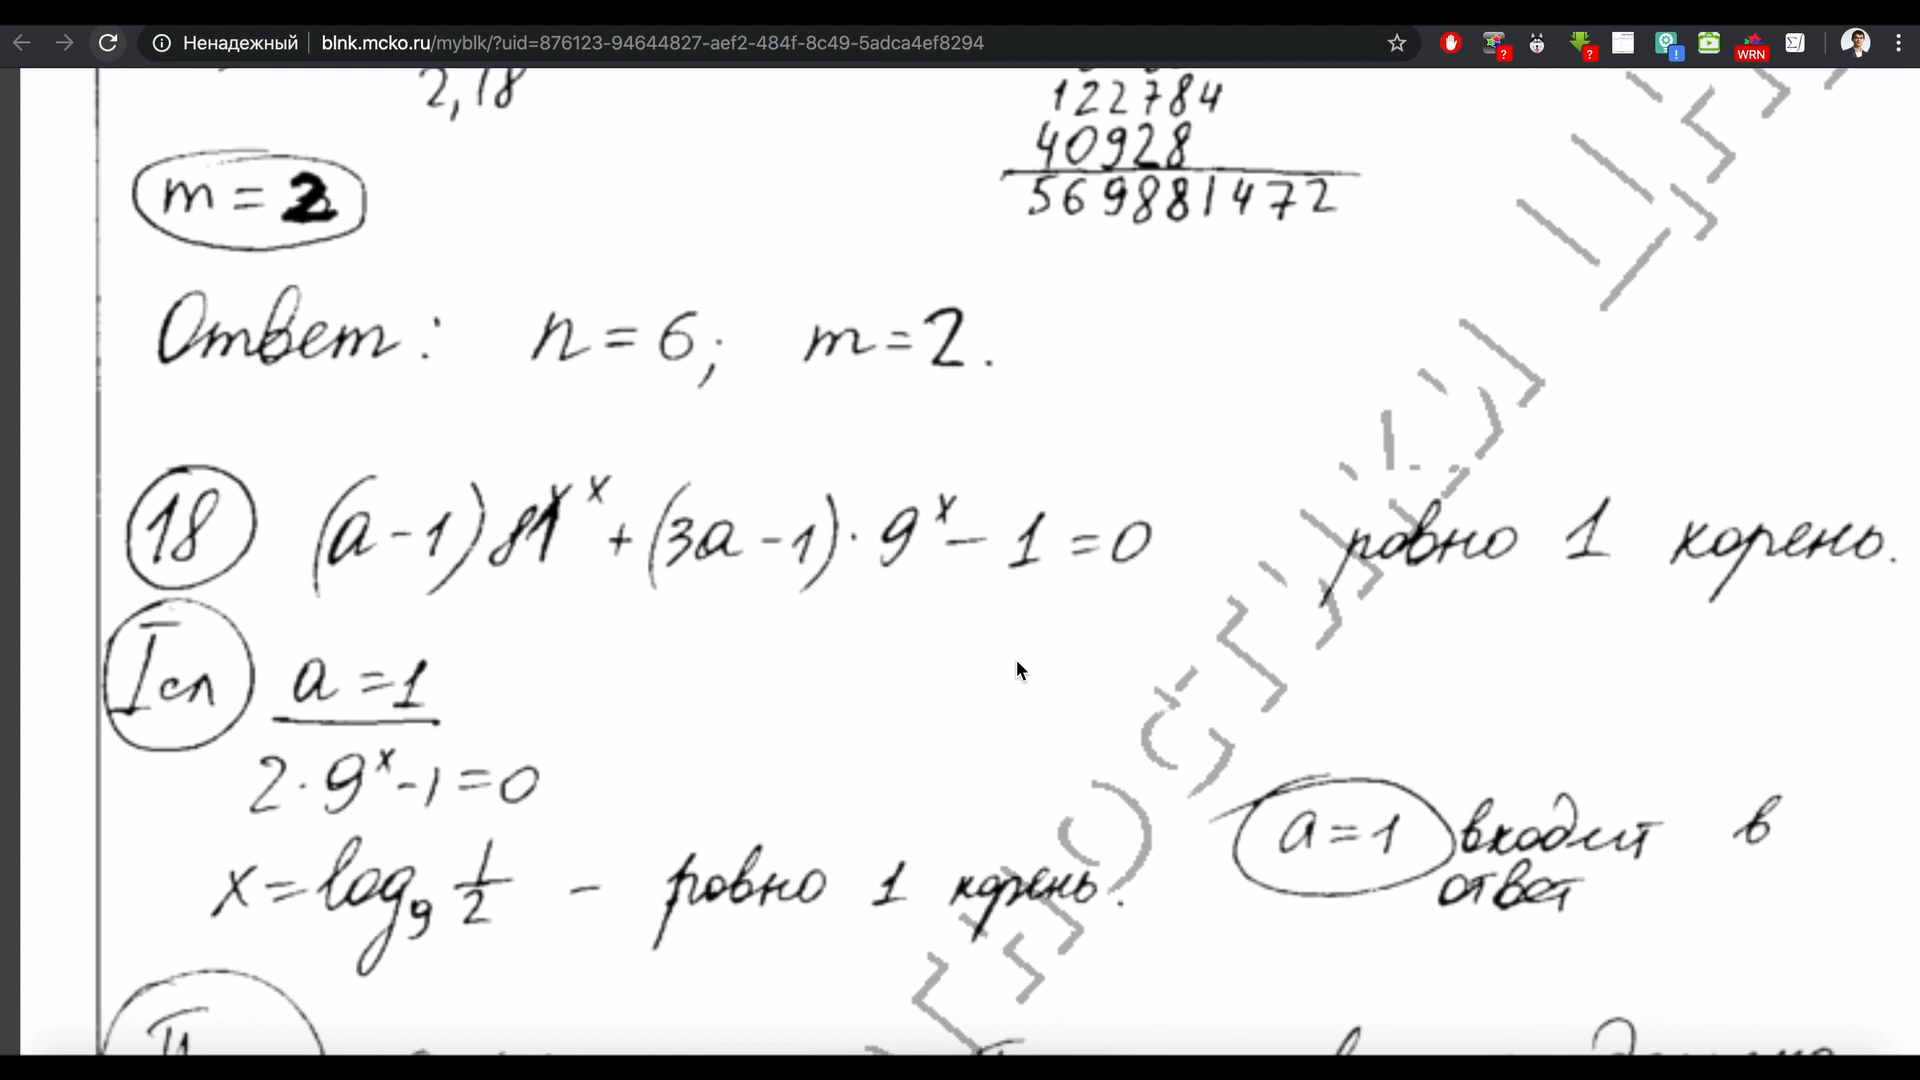 Ненадежный blnk.mcko.ru/myblk/?uid=876123-94644827-aef2-484f-8c49-5adca4ef8294
? ? ! WRN
2,18
122784
40928
569881472
m = 2
Ответ: n = 6; m = 2.
18 (a - 1) 81^x + (3a - 1) · 9^x - 1 = 0 ровно 1 корень.
I сл a = 1
2 · 9^x - 1 = 0
x = log₉ 1/2 - ровно 1 корень.
a = 1 входит в
ответ